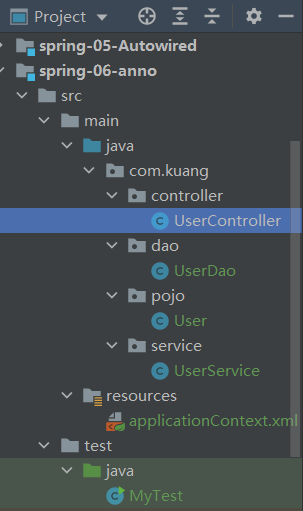 Project
spring-05-Autowired
spring-06-anno
src
main
java
com.kuang
controller
UserController
dao
UserDao
pojo
User
service
UserService
resources
applicationContext.xml
test
java
MyTest